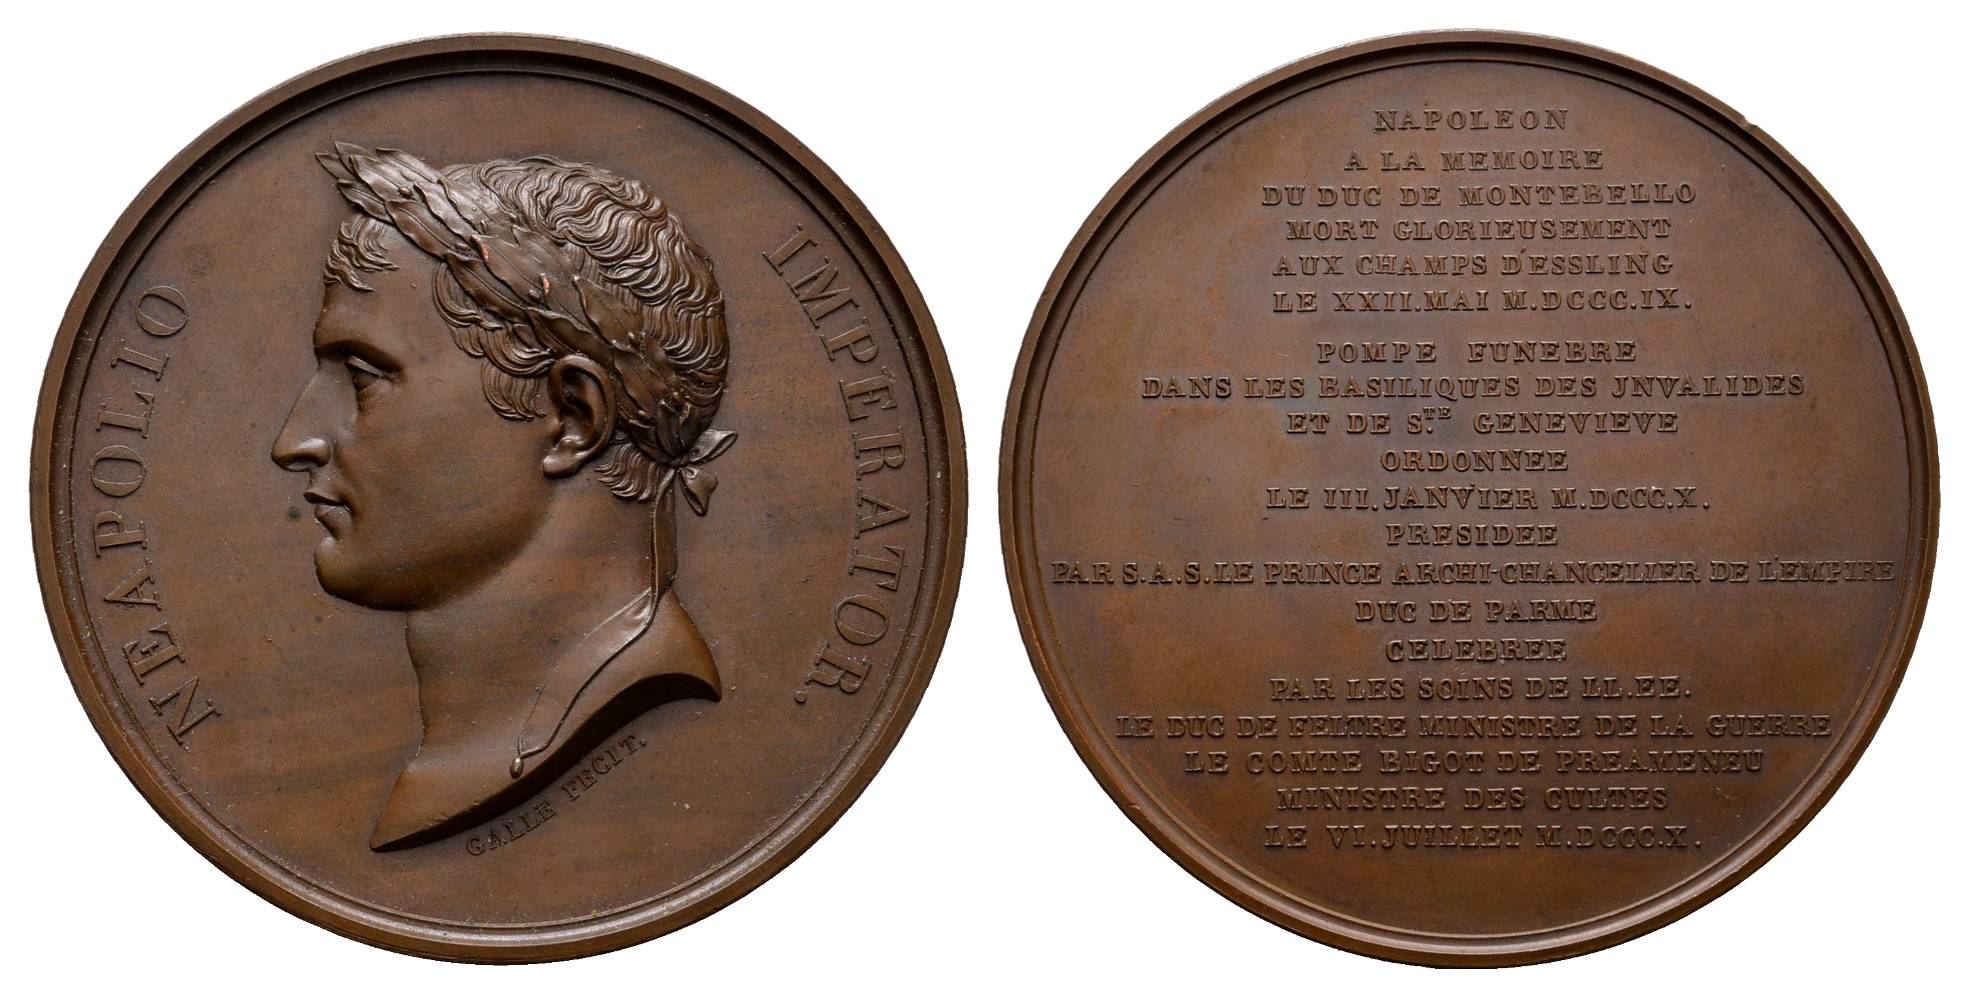 NEAPOLIO IMPERATOR.
GALLE FECIT.
NAPOLEON
A LA MEMOIRE
DU DUC DE MONTEBELLO
MORT GLORIEUSEMENT
AUX CHAMPS D'ESSLING
LE XXII.MAI M.DCCC.IX.
POMPE FUNEBRE
DANS LES BASILIQUES DES JNVALIDES
ET DE S.TE GENEVIEVE
ORDONNEE
LE III.JANVIER M.DCCC.X.
PRESIDEE
PAR S.A.S.LE PRINCE ARCHI-CHANCELIER DE L'EMPIRE
DUC DE PARME
CELEBREE
PAR LES SOINS DE LL.EE.
LE DUC DE FELTRE MINISTRE DE LA GUERRE
LE COMTE BIGOT DE PREAMENEU
MINISTRE DES CULTES
LE VI.JUILLET M.DCCC.X.